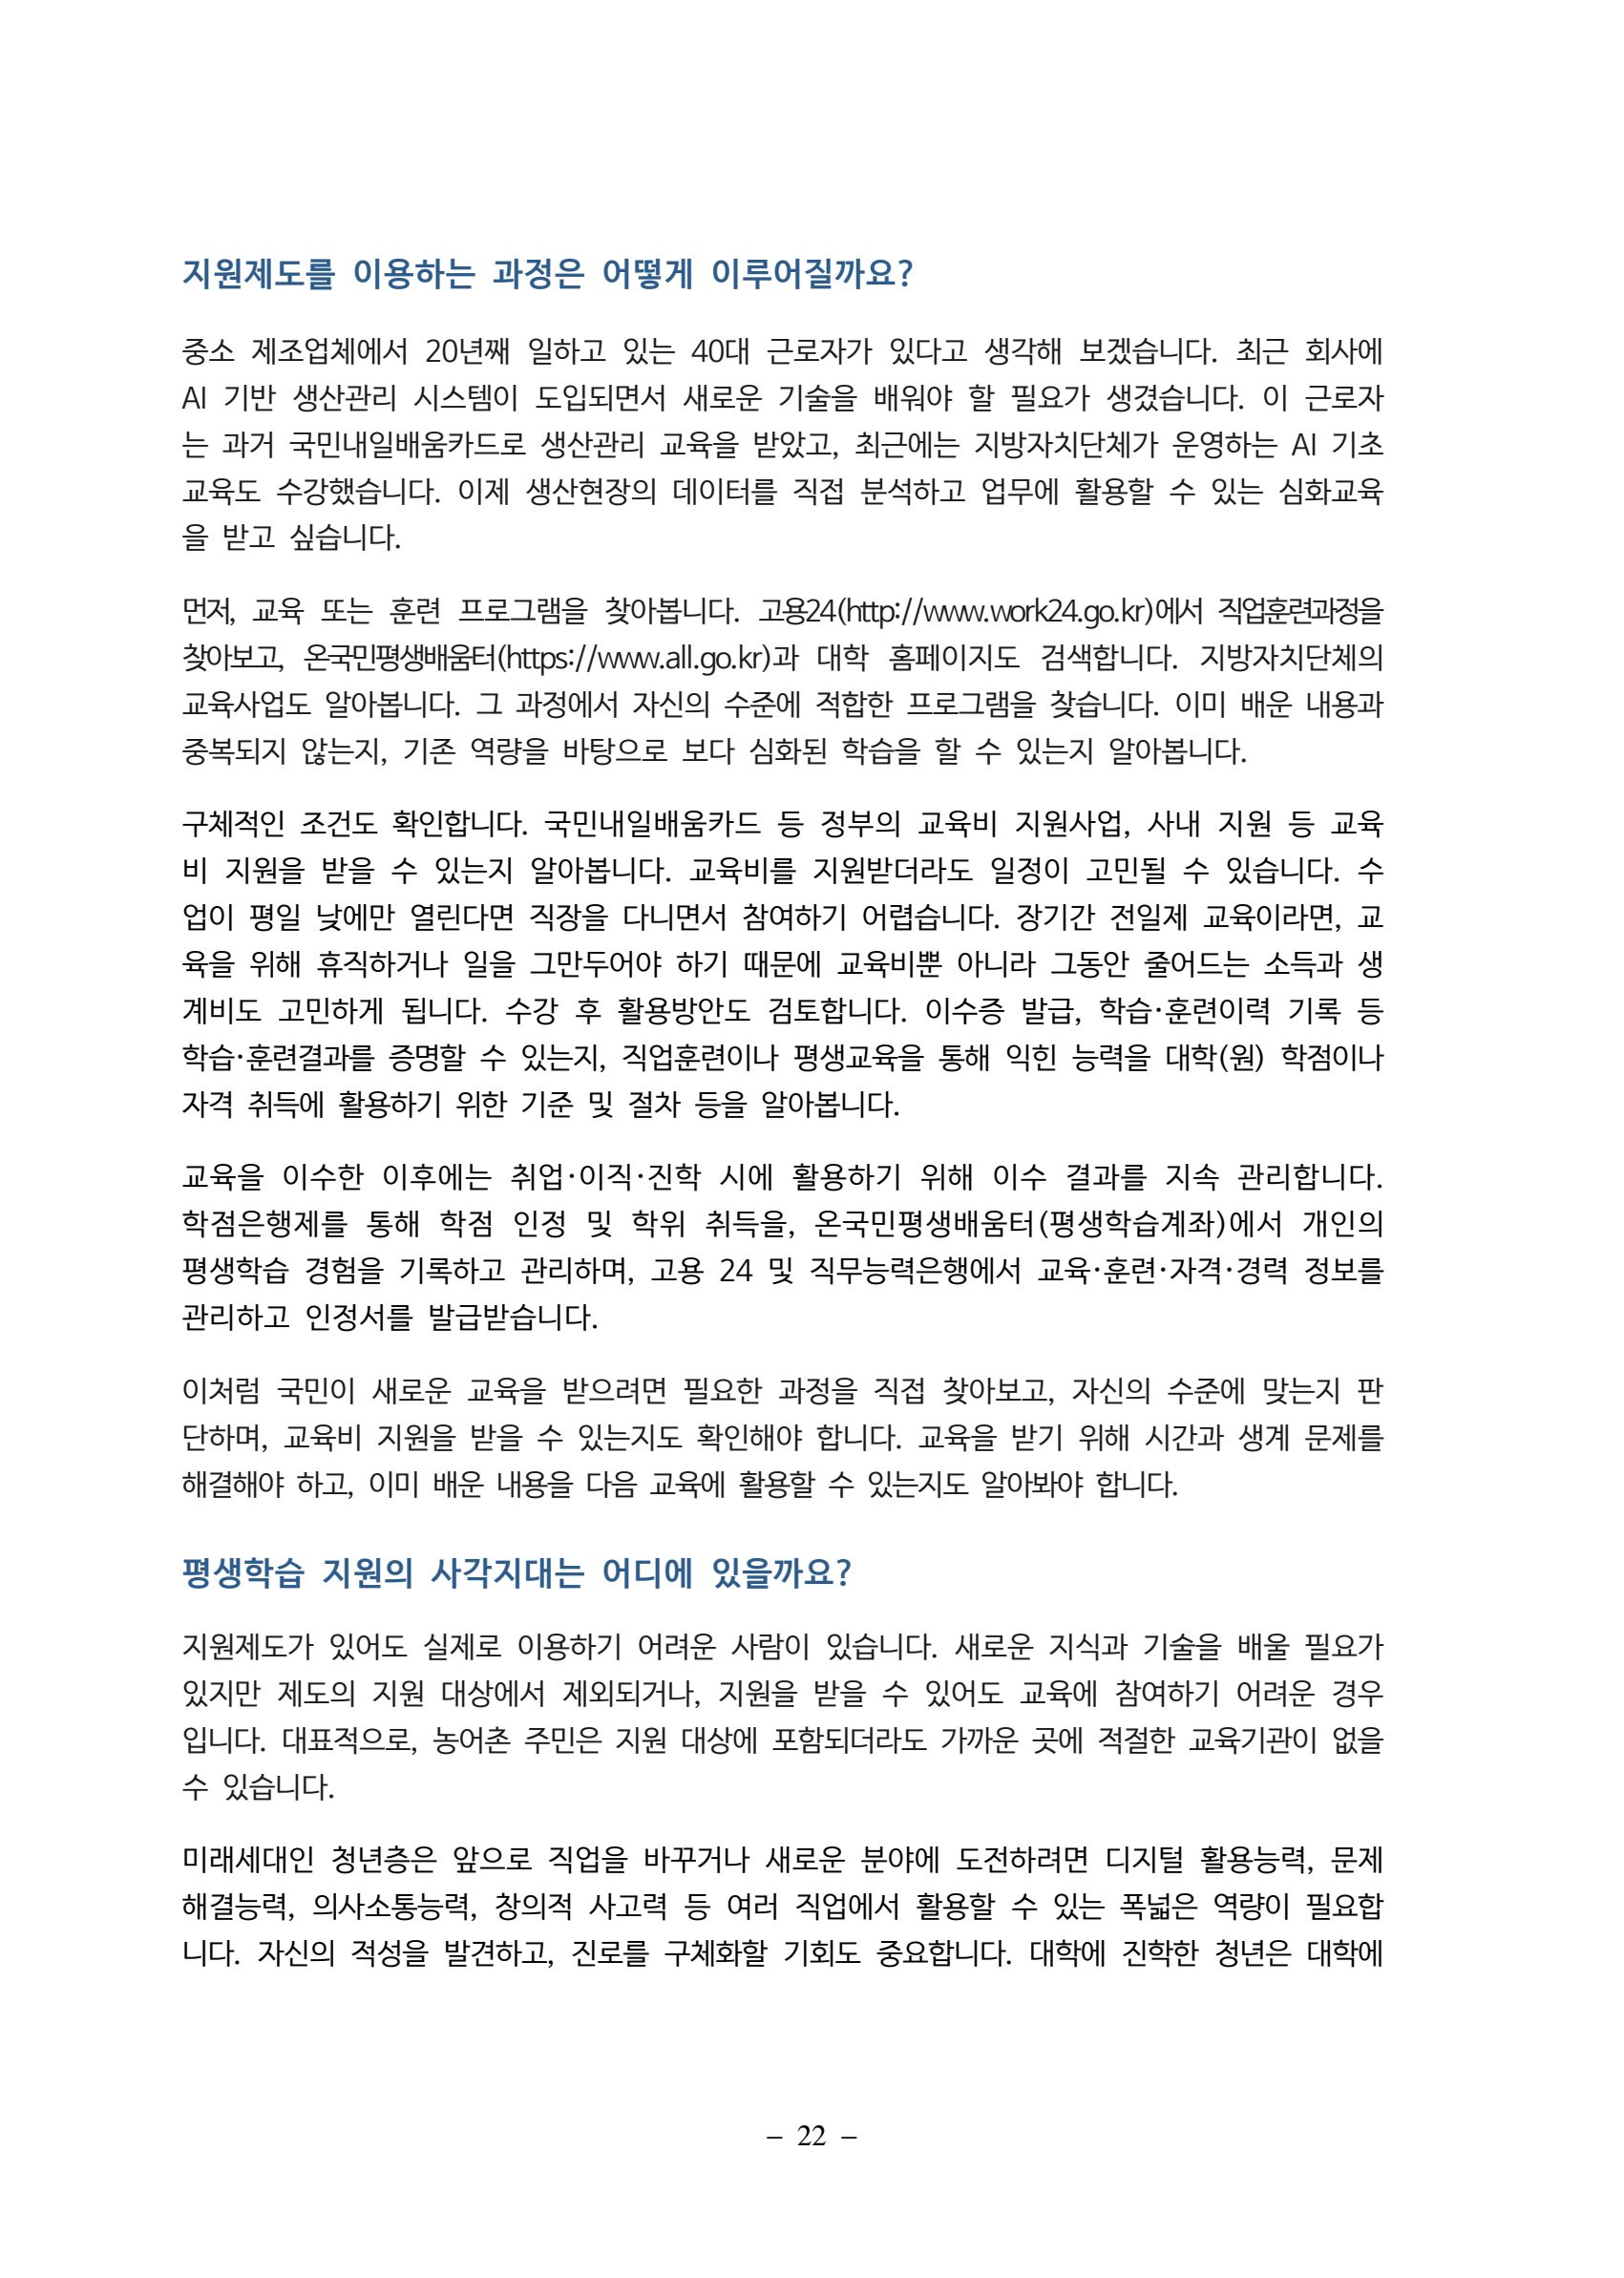 지원제도를 이용하는 과정은 어떻게 이루어질까요?
중소 제조업체에서 20년째 일하고 있는 40대 근로자가 있다고 생각해 보겠습니다. 최근 회사에
AI 기반 생산관리 시스템이 도입되면서 새로운 기술을 배워야 할 필요가 생겼습니다. 이 근로자
는 과거 국민내일배움카드로 생산관리 교육을 받았고, 최근에는 지방자치단체가 운영하는 AI 기초
교육도 수강했습니다. 이제 생산현장의 데이터를 직접 분석하고 업무에 활용할 수 있는 심화교육
을 받고 싶습니다.
먼저, 교육 또는 훈련 프로그램을 찾아봅니다. 고용24(http://www.work24.go.kr)에서 직업훈련과정을
찾아보고, 온국민평생배움터(https://www.all.go.kr)과 대학 홈페이지도 검색합니다. 지방자치단체의
교육사업도 알아봅니다. 그 과정에서 자신의 수준에 적합한 프로그램을 찾습니다. 이미 배운 내용과
중복되지 않는지, 기존 역량을 바탕으로 보다 심화된 학습을 할 수 있는지 알아봅니다.
구체적인 조건도 확인합니다. 국민내일배움카드 등 정부의 교육비 지원사업, 사내 지원 등 교육
비 지원을 받을 수 있는지 알아봅니다. 교육비를 지원받더라도 일정이 고민될 수 있습니다. 수
업이 평일 낮에만 열린다면 직장을 다니면서 참여하기 어렵습니다. 장기간 전일제 교육이라면, 교
육을 위해 휴직하거나 일을 그만두어야 하기 때문에 교육비뿐 아니라 그동안 줄어드는 소득과 생
계비도 고민하게 됩니다. 수강 후 활용방안도 검토합니다. 이수증 발급, 학습·훈련이력 기록 등
학습·훈련결과를 증명할 수 있는지, 직업훈련이나 평생교육을 통해 익힌 능력을 대학(원) 학점이나
자격 취득에 활용하기 위한 기준 및 절차 등을 알아봅니다.
교육을 이수한 이후에는 취업·이직·진학 시에 활용하기 위해 이수 결과를 지속 관리합니다.
학점은행제를 통해 학점 인정 및 학위 취득을, 온국민평생배움터(평생학습계좌)에서 개인의
평생학습 경험을 기록하고 관리하며, 고용 24 및 직무능력은행에서 교육·훈련·자격·경력 정보를
관리하고 인정서를 발급받습니다.
이처럼 국민이 새로운 교육을 받으려면 필요한 과정을 직접 찾아보고, 자신의 수준에 맞는지 판
단하며, 교육비 지원을 받을 수 있는지도 확인해야 합니다. 교육을 받기 위해 시간과 생계 문제를
해결해야 하고, 이미 배운 내용을 다음 교육에 활용할 수 있는지도 알아봐야 합니다.
평생학습 지원의 사각지대는 어디에 있을까요?
지원제도가 있어도 실제로 이용하기 어려운 사람이 있습니다. 새로운 지식과 기술을 배울 필요가
있지만 제도의 지원 대상에서 제외되거나, 지원을 받을 수 있어도 교육에 참여하기 어려운 경우
입니다. 대표적으로, 농어촌 주민은 지원 대상에 포함되더라도 가까운 곳에 적절한 교육기관이 없을
수 있습니다.
미래세대인 청년층은 앞으로 직업을 바꾸거나 새로운 분야에 도전하려면 디지털 활용능력, 문제
해결능력, 의사소통능력, 창의적 사고력 등 여러 직업에서 활용할 수 있는 폭넓은 역량이 필요합
니다. 자신의 적성을 발견하고, 진로를 구체화할 기회도 중요합니다. 대학에 진학한 청년은 대학에
– 22 –